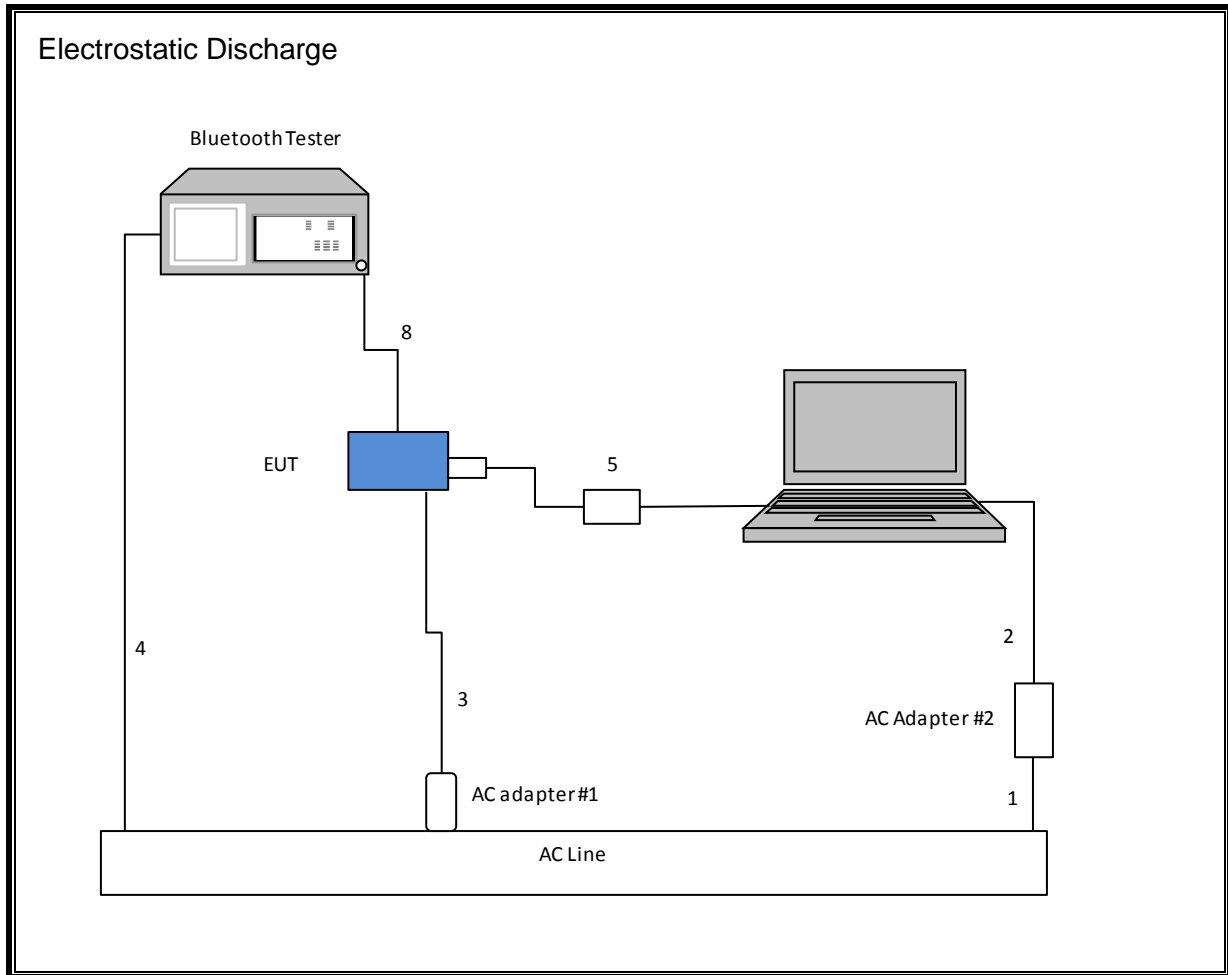 Electrostatic Discharge
Bluetooth Tester
8
EUT
5
4
3
2
AC Adapter #2
AC adapter #1
1
AC Line